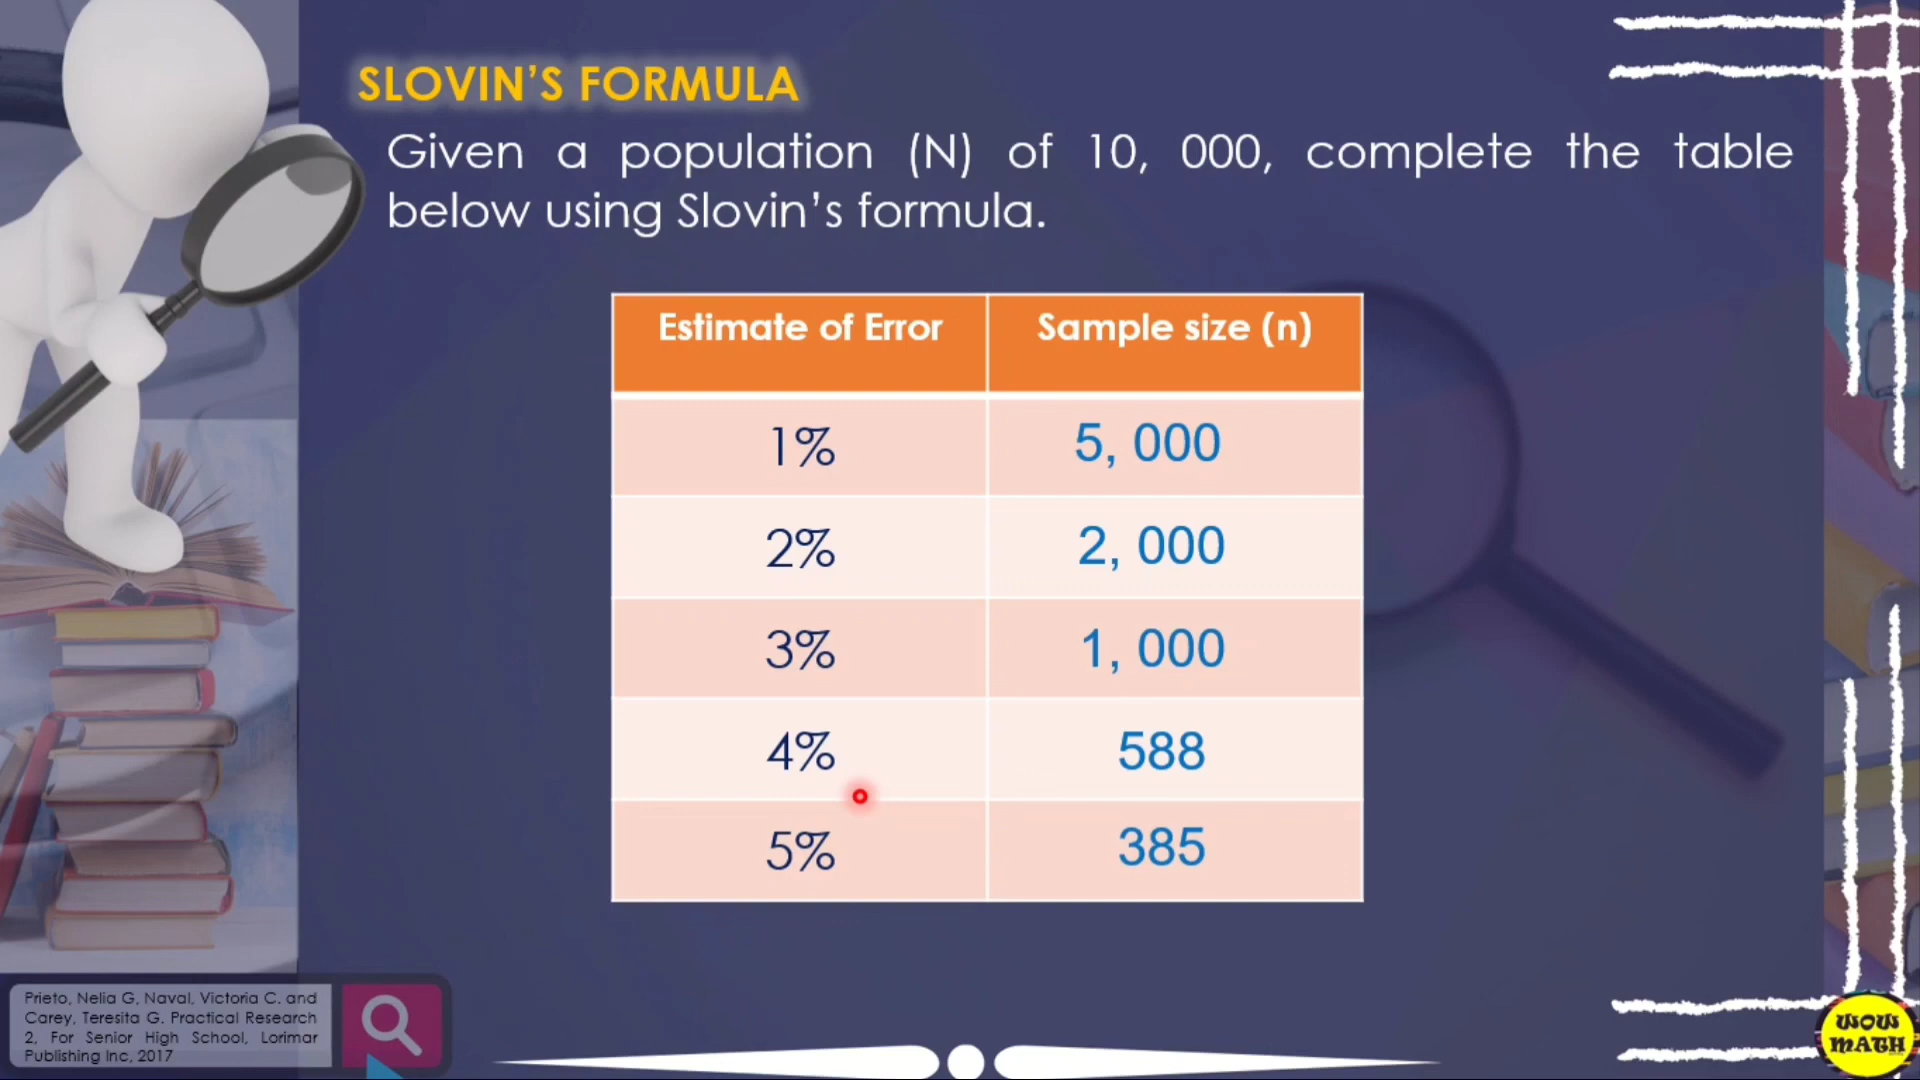 SLOVIN’S FORMULA
Given a population (N) of 10, 000, complete the table
below using Slovin’s formula.
Estimate of Error Sample size (n)
1% 5, 000
2% 2, 000
3% 1, 000
4% 588
5% 385
Prieto, Nelia G, Naval, Victoria C. and
Carey, Teresita G. Practical Research
2, For Senior High School, Lorimar
Publishing Inc, 2017
WOW
MATH